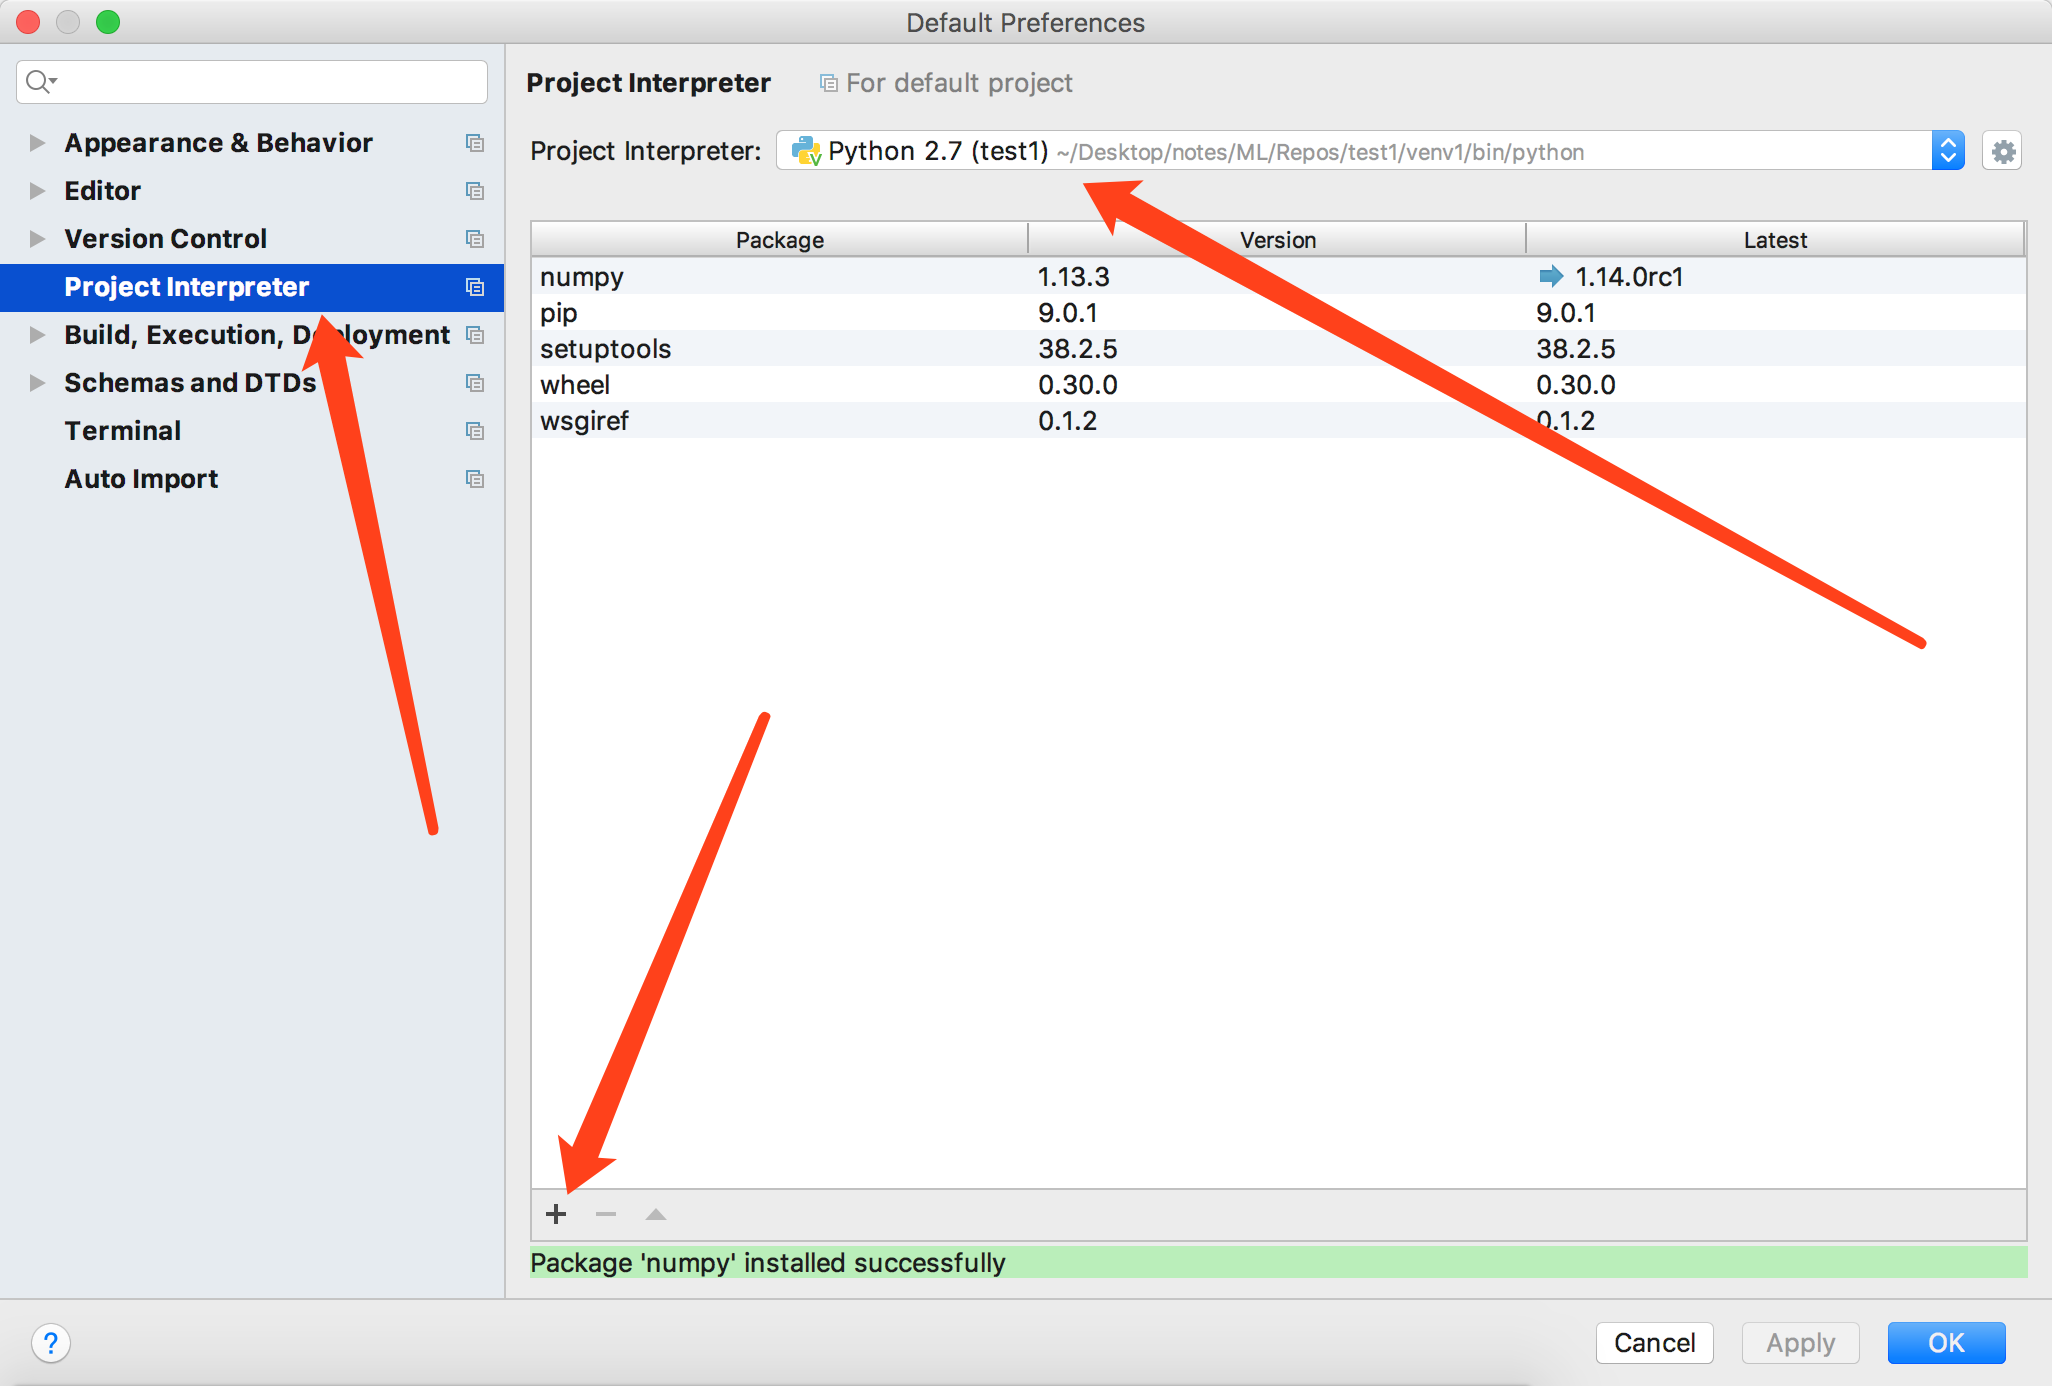 Default Preferences
Appearance & Behavior
Editor
Version Control
Project Interpreter
Build, Execution, Deployment
Schemas and DTDs
Terminal
Auto Import
Project Interpreter For default project
Project Interpreter: Python 2.7 (test1) ~/Desktop/notes/ML/Repos/test1/venv1/bin/python
Package Version Latest
numpy 1.13.3 1.14.0rc1
pip 9.0.1 9.0.1
setuptools 38.2.5 38.2.5
wheel 0.30.0 0.30.0
wsgiref 0.1.2 0.1.2
Package 'numpy' installed successfully
? Cancel Apply OK